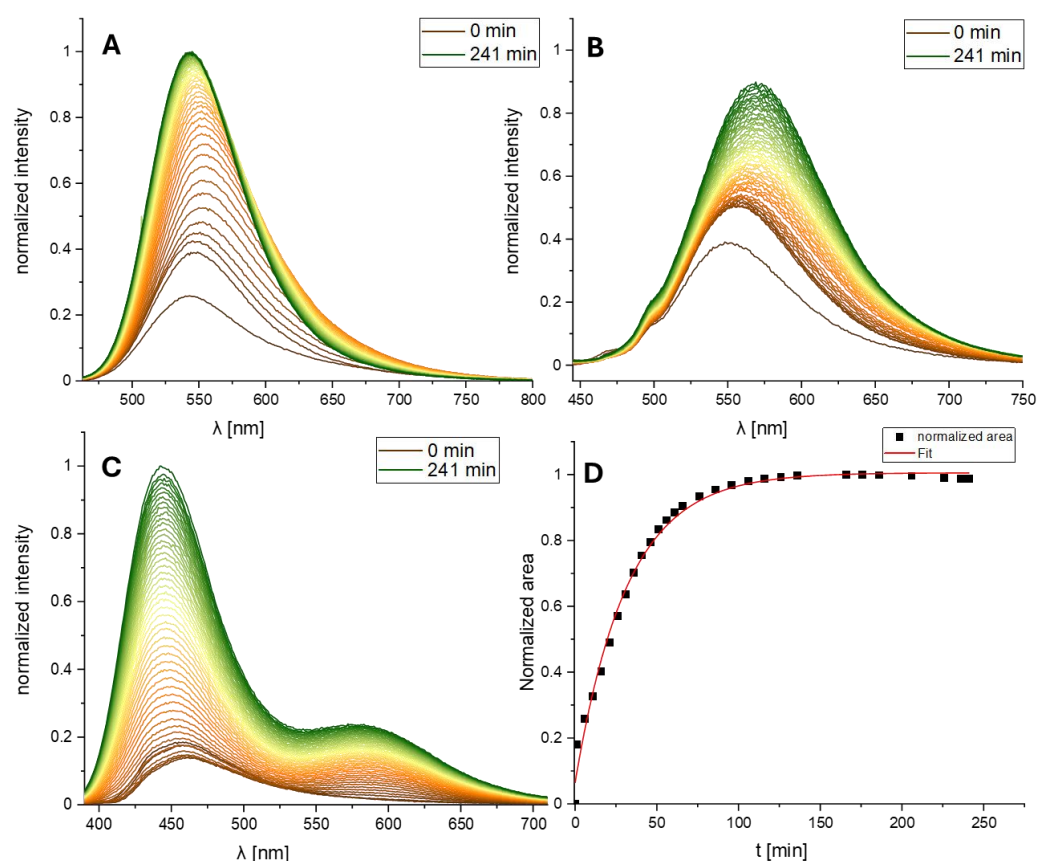 A
0 min
241 min
normalized intensity
1
0.8
0.6
0.4
0.2
0
500 550 600 650 700 750 800
λ [nm]
B
0 min
241 min
normalized intensity
1
0.8
0.6
0.4
0.2
0
450 500 550 600 650 700 750
λ [nm]
C
0 min
241 min
normalized intensity
1
0.8
0.6
0.4
0.2
0
400 450 500 550 600 650 700
λ [nm]
D
normalized area
Fit
Normalized area
1
0.8
0.6
0.4
0.2
0
0 50 100 150 200 250
t [min]